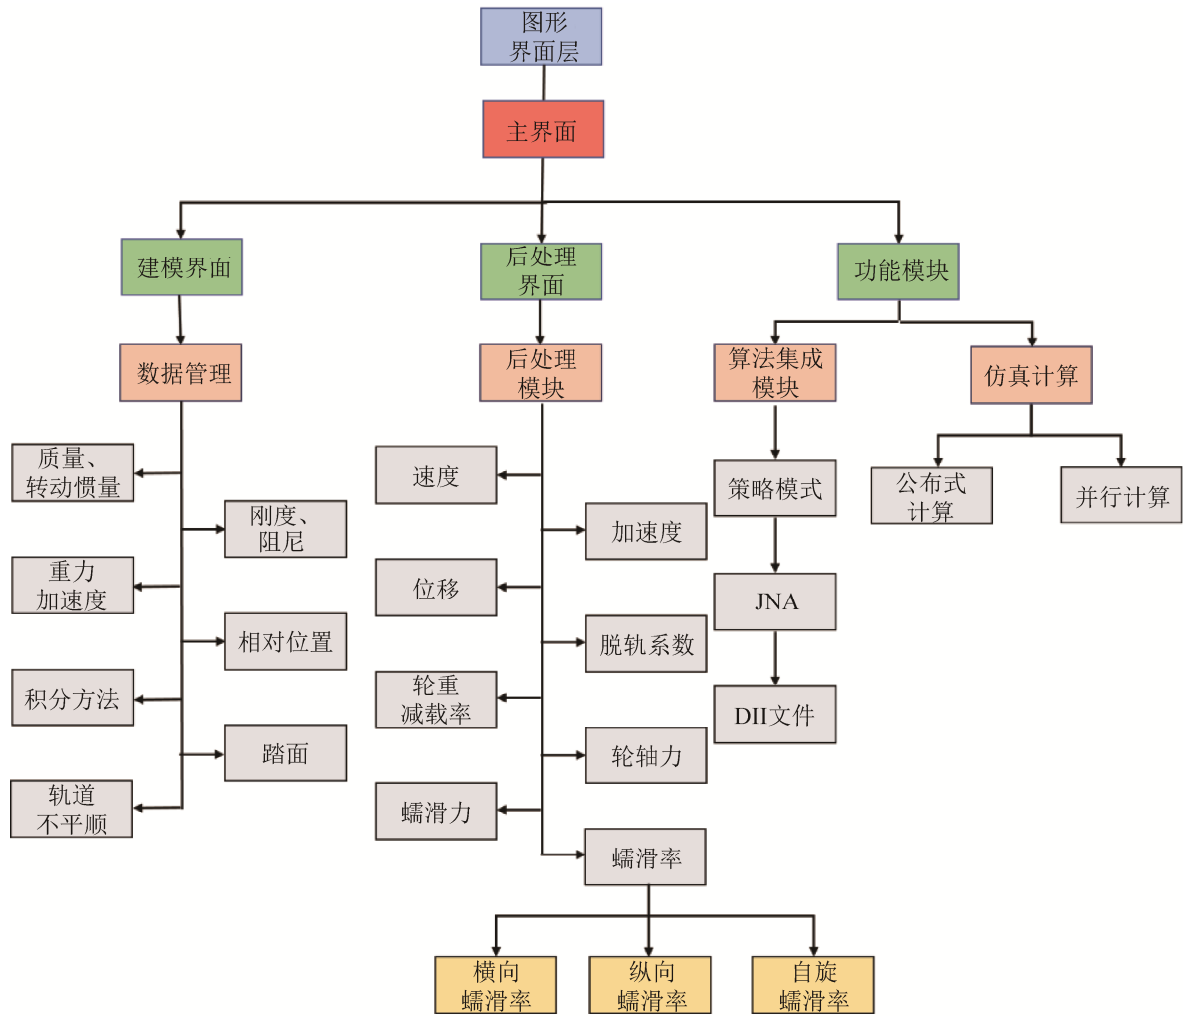 图形
界面层
主界面
建模界面
后处理
界面
功能模块
数据管理
后处理
模块
算法集成
模块
仿真计算
质量、
转动惯量
刚度、
阻尼
重力
加速度
相对位置
积分方法
踏面
轨道
不平顺
速度
加速度
位移
脱轨系数
轮重
减载率
轮轴力
蠕滑力
蠕滑率
横向
蠕滑率
纵向
蠕滑率
自旋
蠕滑率
策略模式
JNA
DII文件
公布式
计算
并行计算